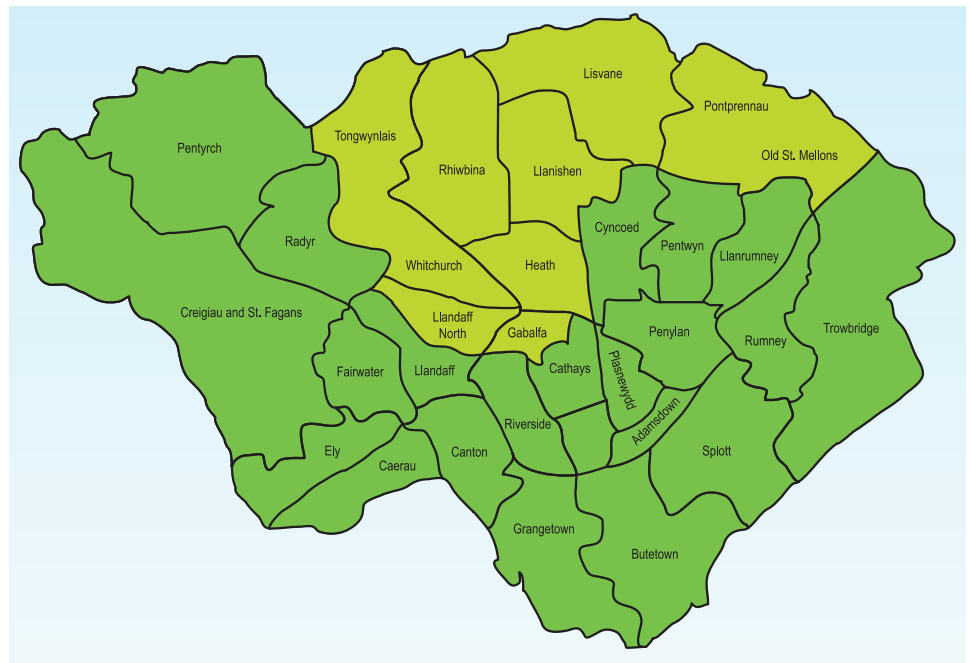 Lisvane
Pontprennau
Tongwynlais
Pentyrch
Old St. Mellons
Rhiwbina
Llanishen
Cyncoed
Radyr
Pentwyn
Llanrumney
Whitchurch
Heath
Creigiau and St. Fagans
Llandaff
North
Gabalfa
Penylan
Trowbridge
Rumney
Fairwater
Llandaff
Cathays
Plasnewydd
Adamsdown
Riverside
Ely
Caerau
Canton
Splott
Grangetown
Butetown